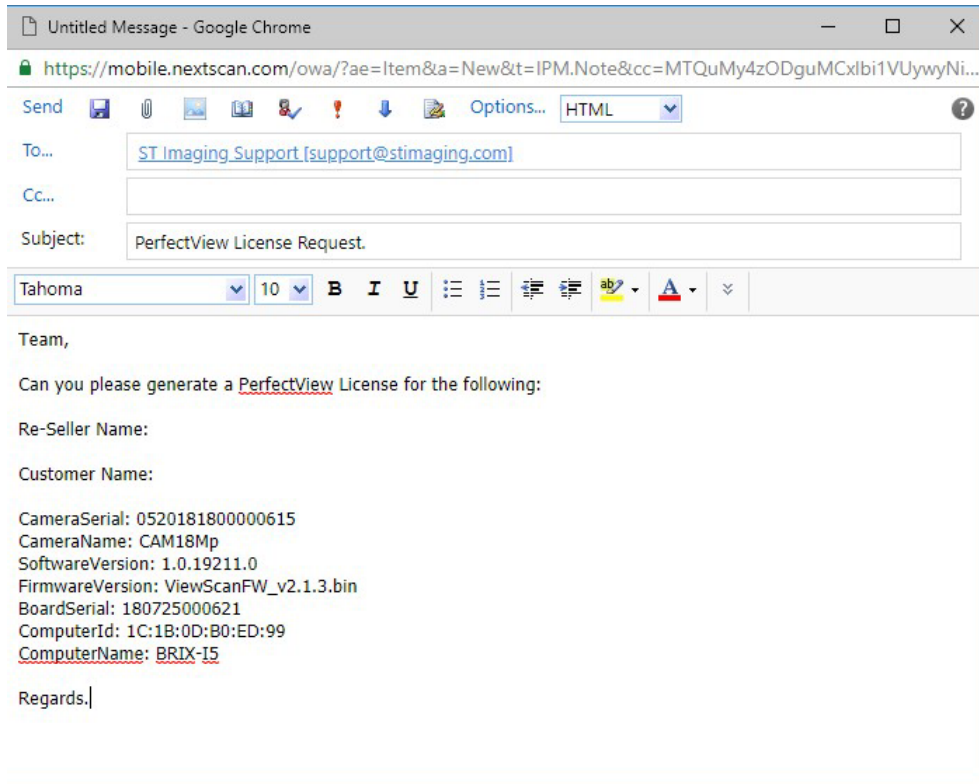 Untitled Message - Google Chrome
https://mobile.nextscan.com/owa/?ae=Item&a=New&t=IPM.Note&cc=MTQuMy4zODguMCxlbi1VUywyNi...
Send Options... HTML
To... ST Imaging Support [support@stimaging.com]
Cc...
Subject: PerfectView License Request.
Tahoma 10 B I U ab A
Team,
Can you please generate a PerfectView License for the following:
Re-Seller Name:
Customer Name:
CameraSerial: 0520181800000615
CameraName: CAM18Mp
SoftwareVersion: 1.0.19211.0
FirmwareVersion: ViewScanFW_v2.1.3.bin
BoardSerial: 180725000621
ComputerId: 1C:1B:0D:B0:ED:99
ComputerName: BRIX-I5
Regards.